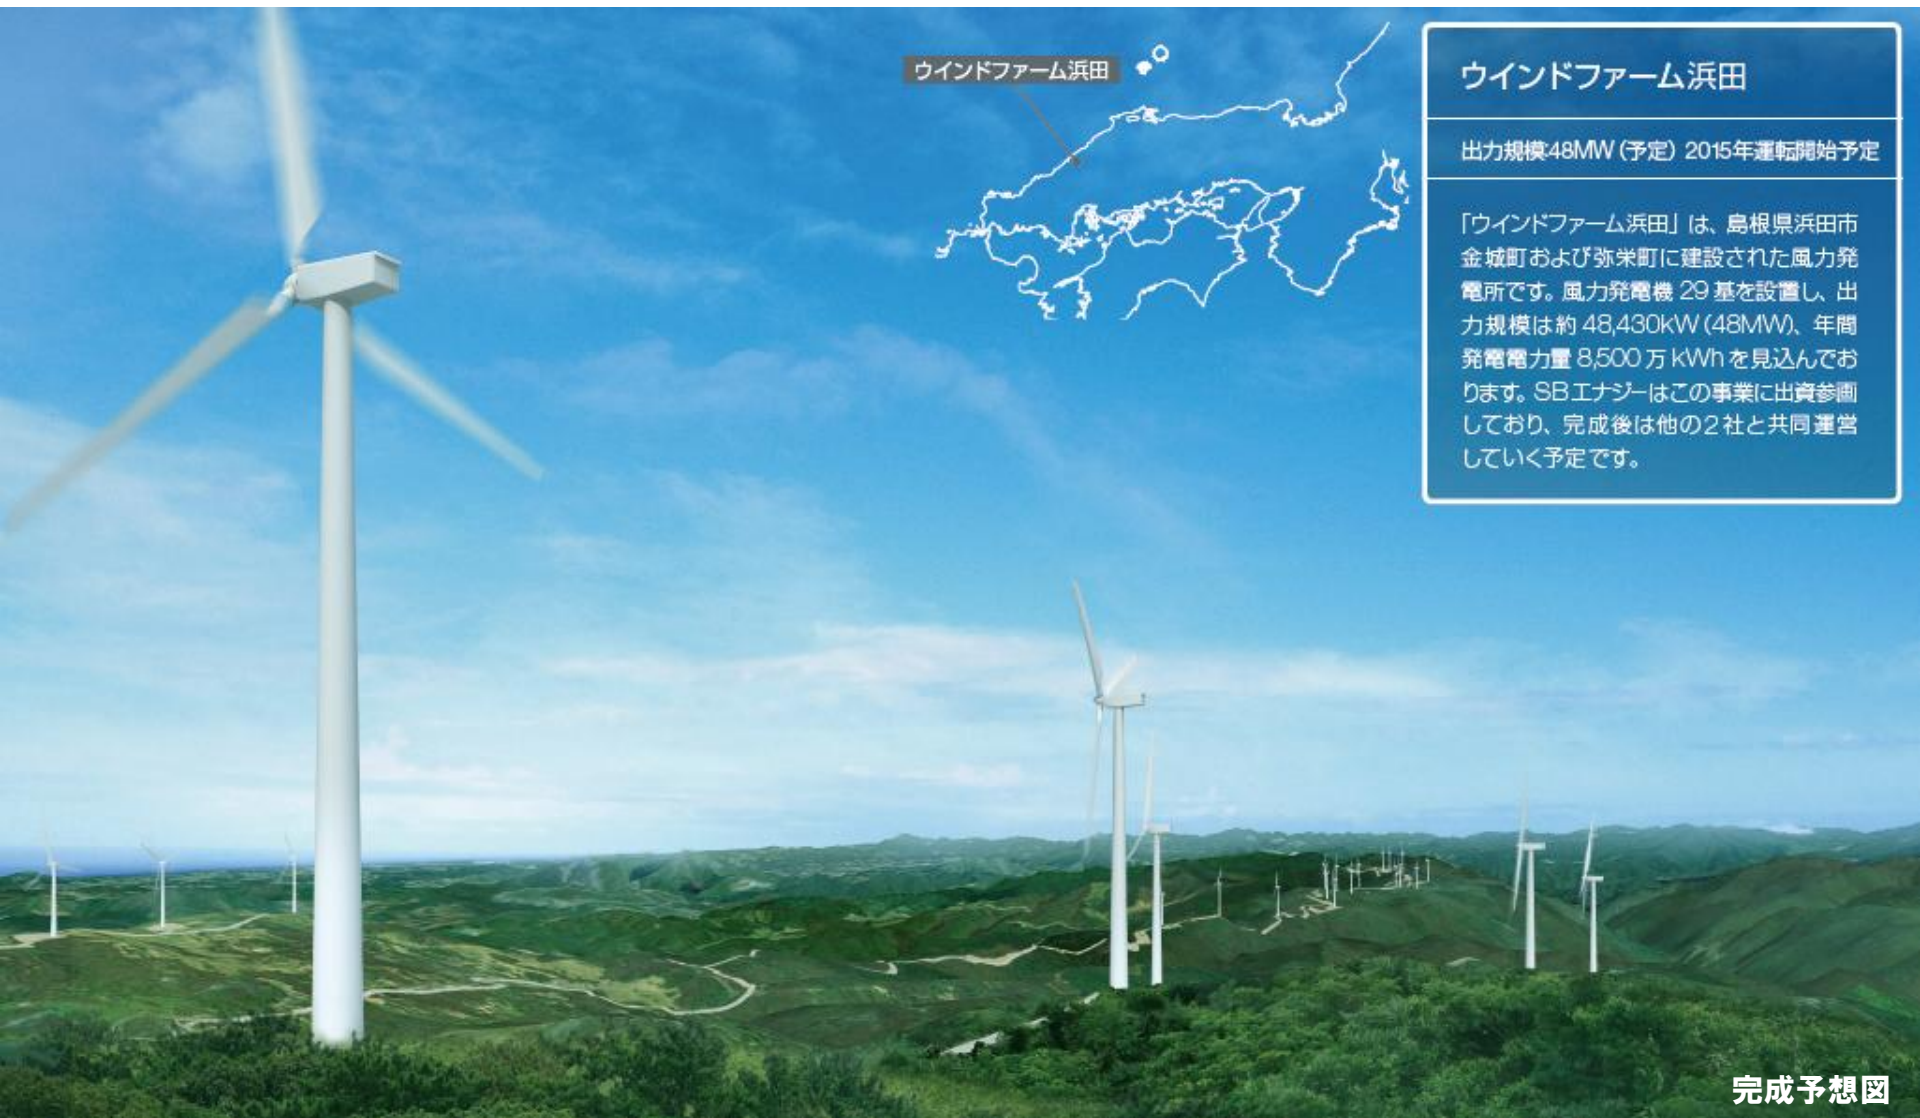 ウインドファーム浜田
ウインドファーム浜田
出力規模:48MW（予定） 2015年運転開始予定
「ウインドファーム浜田」は、島根県浜田市
金城町および弥栄町に建設された風力発
電所です。風力発電機 29 基を設置し、出
力規模は約 48,430kW（48MW）、年間
発電電力量 8,500 万 kWh を見込んでお
ります。SBエナジーはこの事業に出資参画
しており、完成後は他の2社と共同運営
していく予定です。
完成予想図